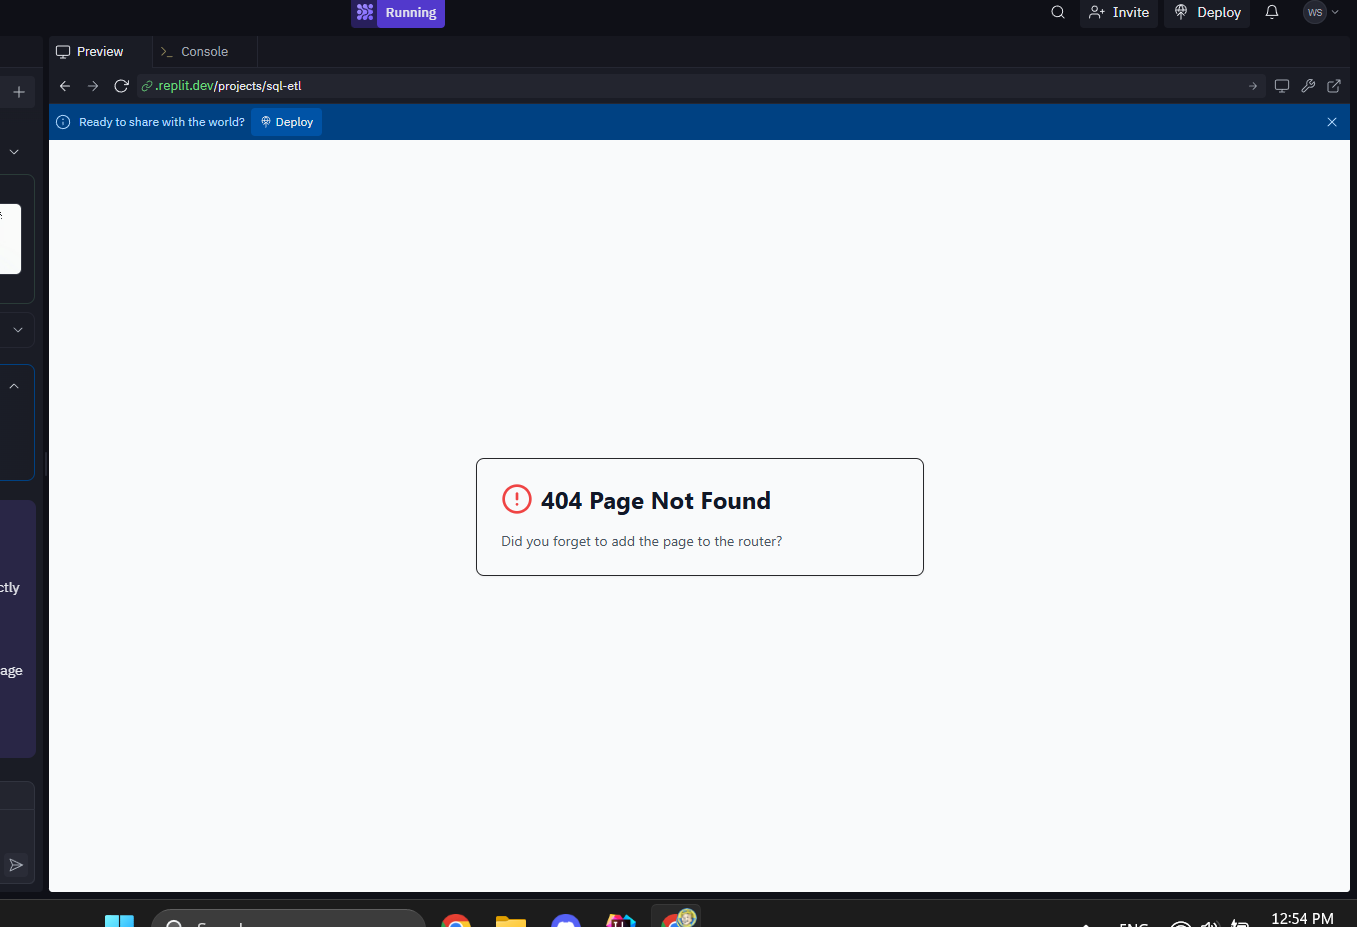 Running
Invite
Deploy
WS
Preview
Console
.replit.dev/projects/sql-etl
Ready to share with the world?
Deploy
404 Page Not Found
Did you forget to add the page to the router?
ctly
age
12:54 PM